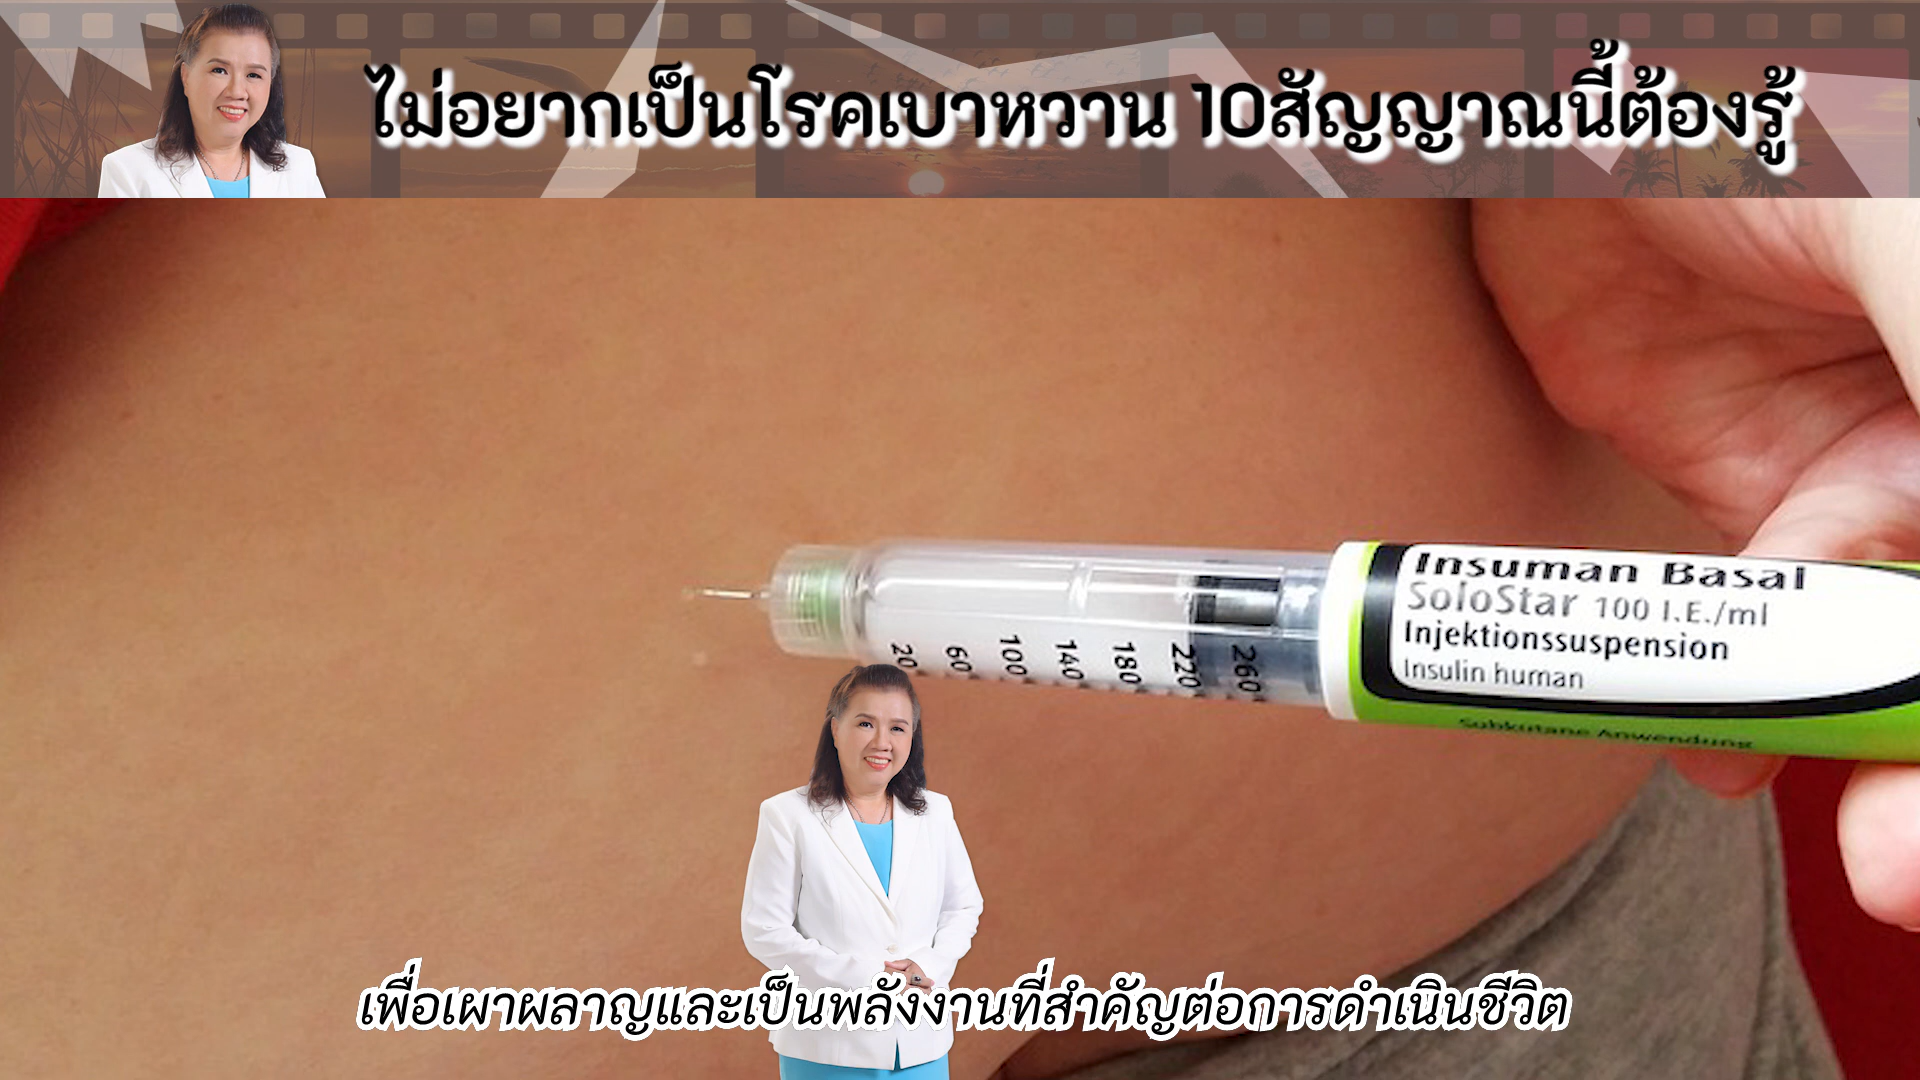 ไม่อยากเป็นโรคเบาหวาน 10สัญญาณนี้ต้องรู้
Insuman Basal
SoloStar 100 I.E./ml
Injektionssuspension
Insulin human
Subkutane Anwendung
20 60 100 140 180 220 260
เพื่อเผาผลาญและเป็นพลังงานที่สำคัญต่อการดำเนินชีวิต